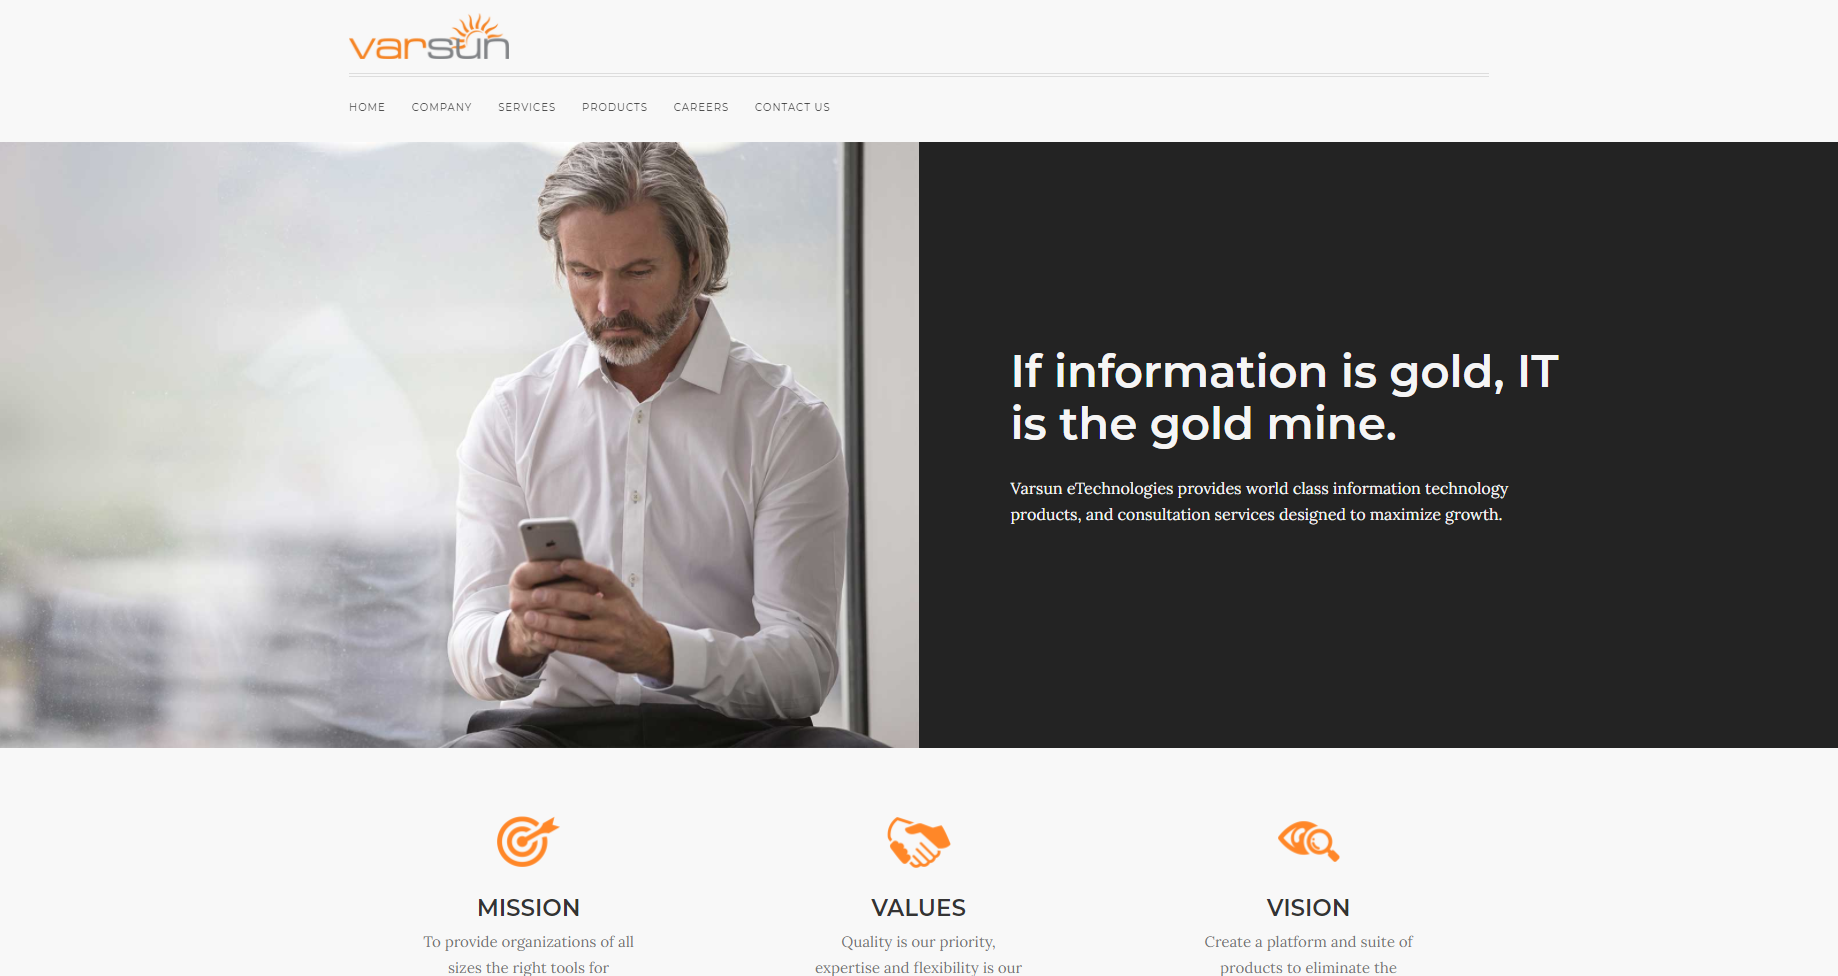 varsun
HOME COMPANY SERVICES PRODUCTS CAREERS CONTACT US
If information is gold, IT
is the gold mine.
Varsun eTechnologies provides world class information technology
products, and consultation services designed to maximize growth.
MISSION
To provide organizations of all
sizes the right tools for
VALUES
Quality is our priority,
expertise and flexibility is our
VISION
Create a platform and suite of
products to eliminate the